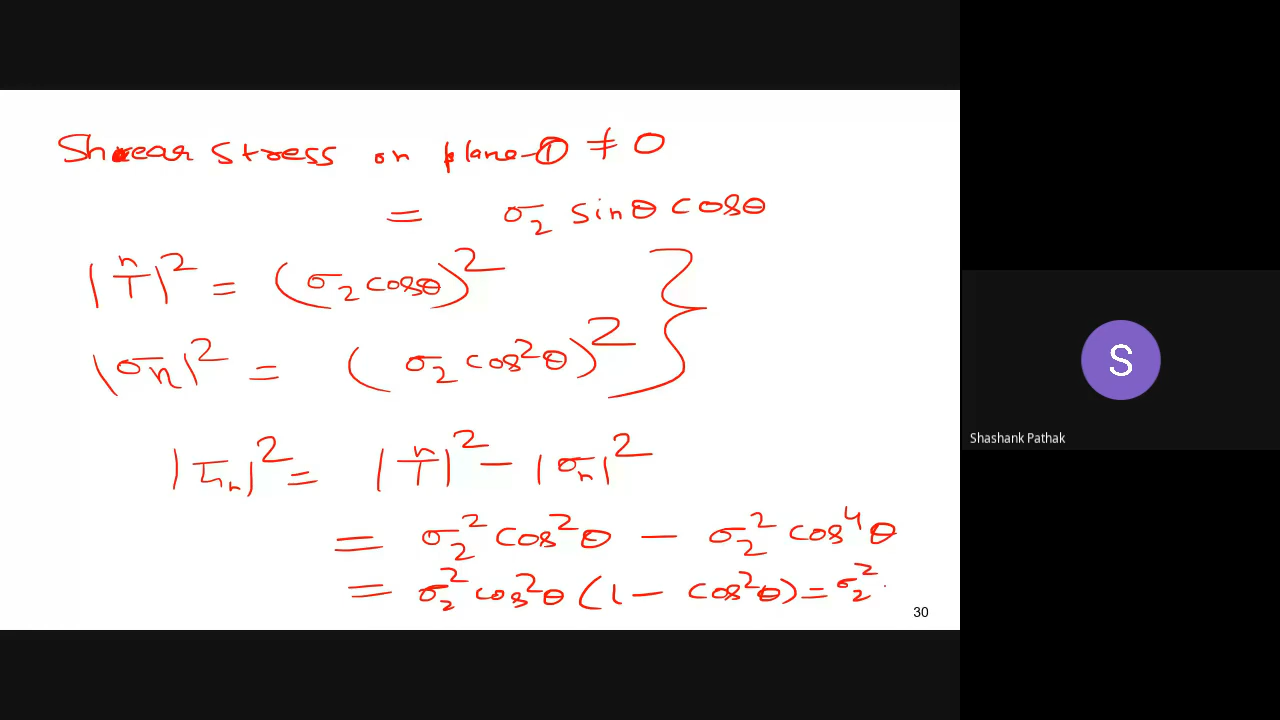 Shear stress on plane-① ≠ 0
= σ₂ sinθ cosθ
|ⁿT|² = (σ₂ cosθ)²
|σₙ|² = (σ₂ cos²θ)²
|τₙ|² = |ⁿT|² − |σₙ|²
= σ₂² cos²θ − σ₂² cos⁴θ
= σ₂² cos²θ (1 − cos²θ) = σ₂²
30
S
Shashank Pathak